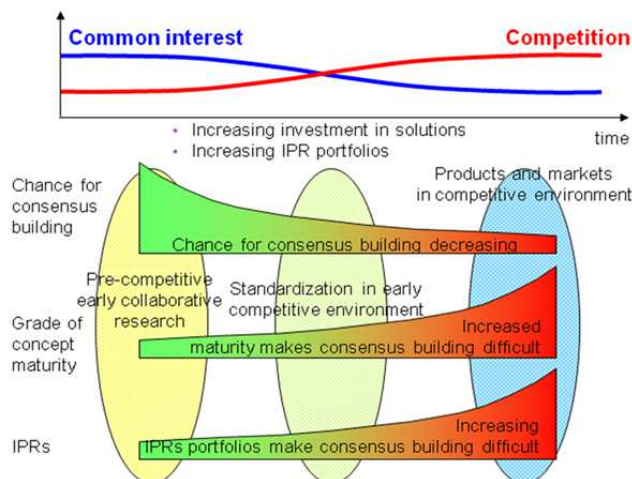 Common interest
Competition
time
• Increasing investment in solutions
• Increasing IPR portfolios
Products and markets
in competitive environment
Chance for
consensus
building
Chance for consensus building decreasing
Pre-competitive
early collaborative
research
Standardization in early
competitive environment
Grade of
concept
maturity
Increased
maturity makes consensus building difficult
IPRs
Increasing
IPRs portfolios make consensus building difficult